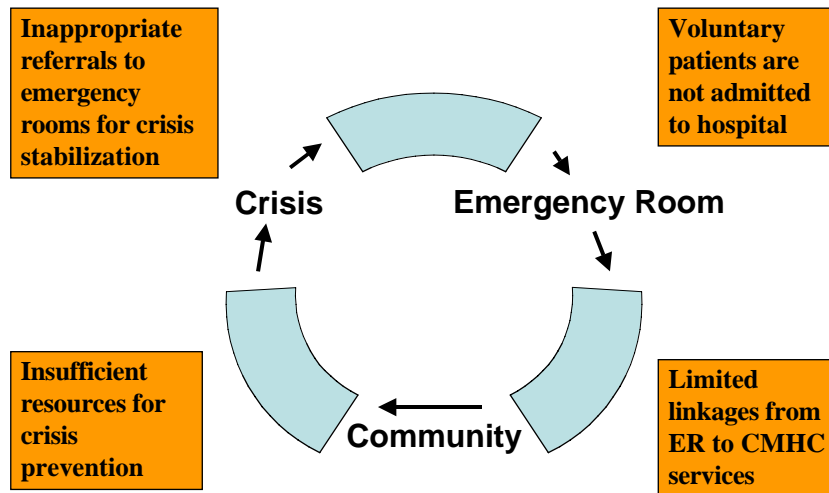 Inappropriate
referrals to
emergency
rooms for crisis
stabilization
Voluntary
patients are
not admitted
to hospital
Crisis
Emergency Room
Insufficient
resources for
crisis
prevention
Community
Limited
linkages from
ER to CMHC
services